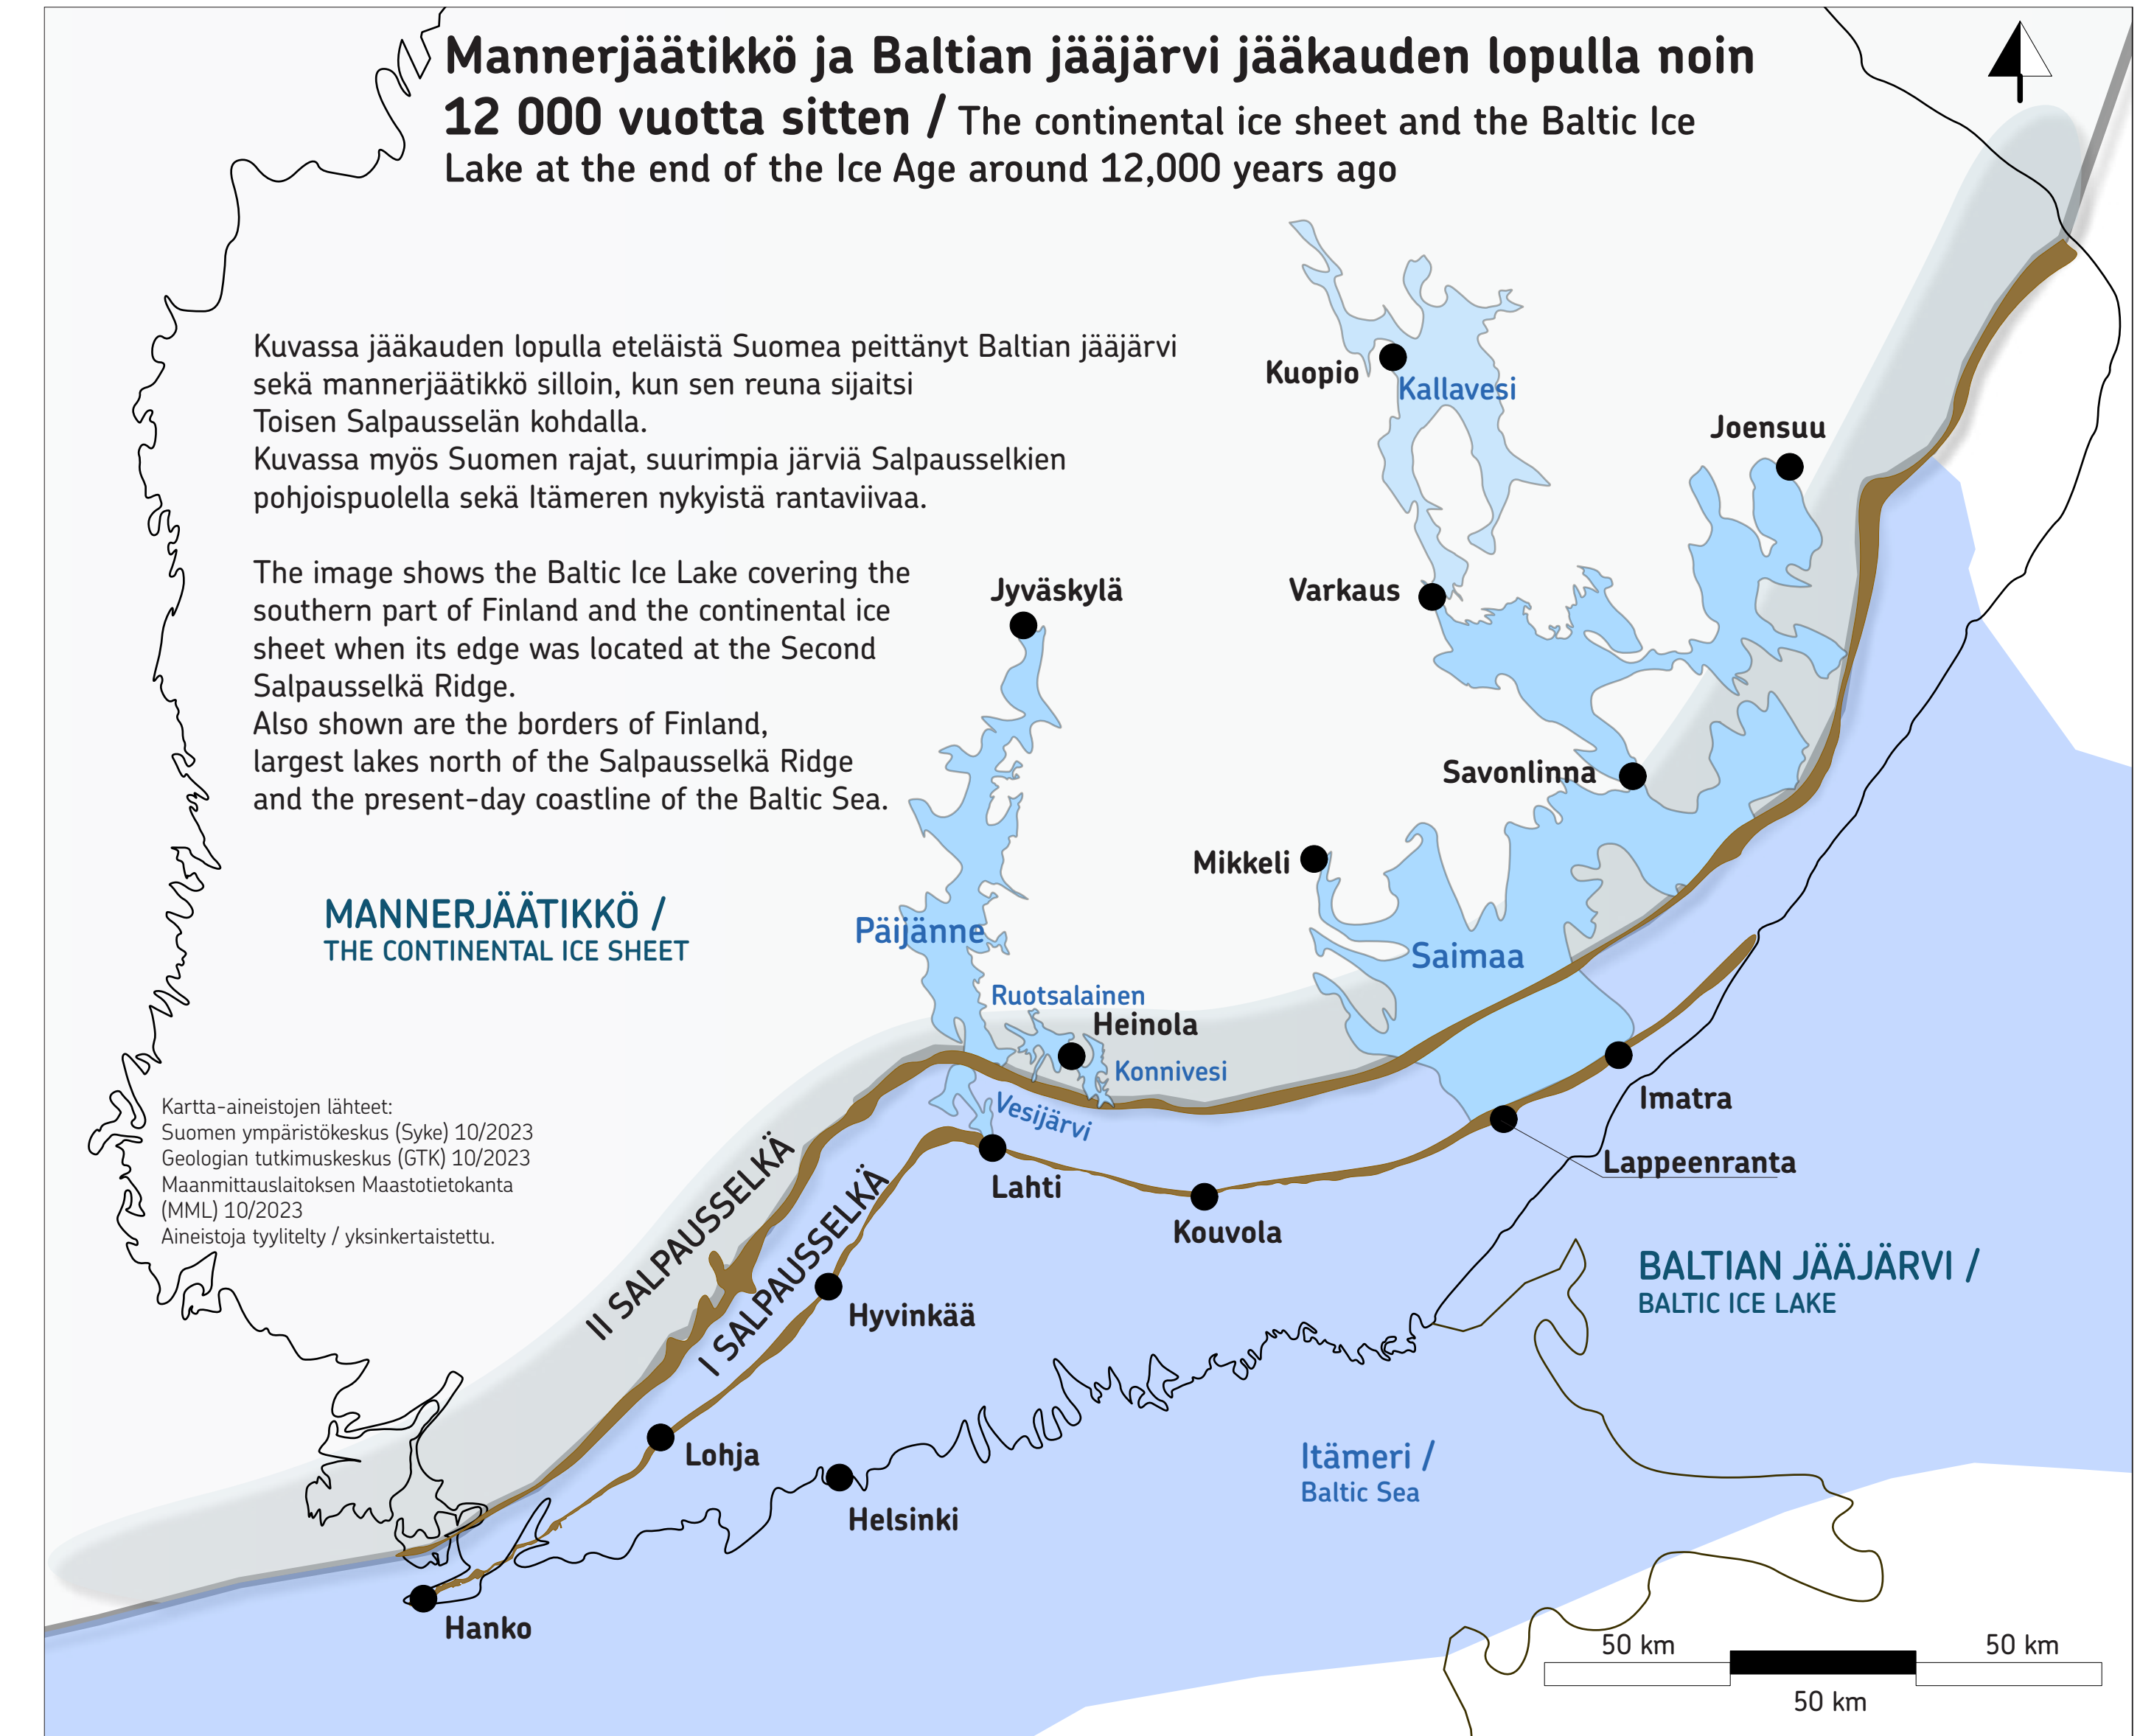 Mannerjäätikkö ja Baltian jääjärvi jääkauden lopulla noin
12 000 vuotta sitten / The continental ice sheet and the Baltic Ice
Lake at the end of the Ice Age around 12,000 years ago
Kuvassa jääkauden lopulla eteläistä Suomea peittänyt Baltian jääjärvi
sekä mannerjäätikkö silloin, kun sen reuna sijaitsi
Toisen Salpausselän kohdalla.
Kuvassa myös Suomen rajat, suurimpia järviä Salpausselkien
pohjoispuolella sekä Itämeren nykyistä rantaviivaa.
The image shows the Baltic Ice Lake covering the
southern part of Finland and the continental ice
sheet when its edge was located at the Second
Salpausselkä Ridge.
Also shown are the borders of Finland,
largest lakes north of the Salpausselkä Ridge
and the present-day coastline of the Baltic Sea.
Kuopio
Kallavesi
Joensuu
Jyväskylä
Varkaus
Savonlinna
Mikkeli
MANNERJÄÄTIKKÖ /
THE CONTINENTAL ICE SHEET
Päijänne
Saimaa
Ruotsalainen
Heinola
Konnivesi
Vesijärvi
Imatra
Lappeenranta
Lahti
Kouvola
Kartta-aineistojen lähteet:
Suomen ympäristökeskus (Syke) 10/2023
Geologian tutkimuskeskus (GTK) 10/2023
Maanmittauslaitoksen Maastotietokanta
(MML) 10/2023
Aineistoja tyylitelty / yksinkertaistettu.
II SALPAUSSELKÄ
I SALPAUSSELKÄ
Hyvinkää
BALTIAN JÄÄJÄRVI /
BALTIC ICE LAKE
Lohja
Itämeri /
Baltic Sea
Helsinki
Hanko
50 km
50 km
50 km